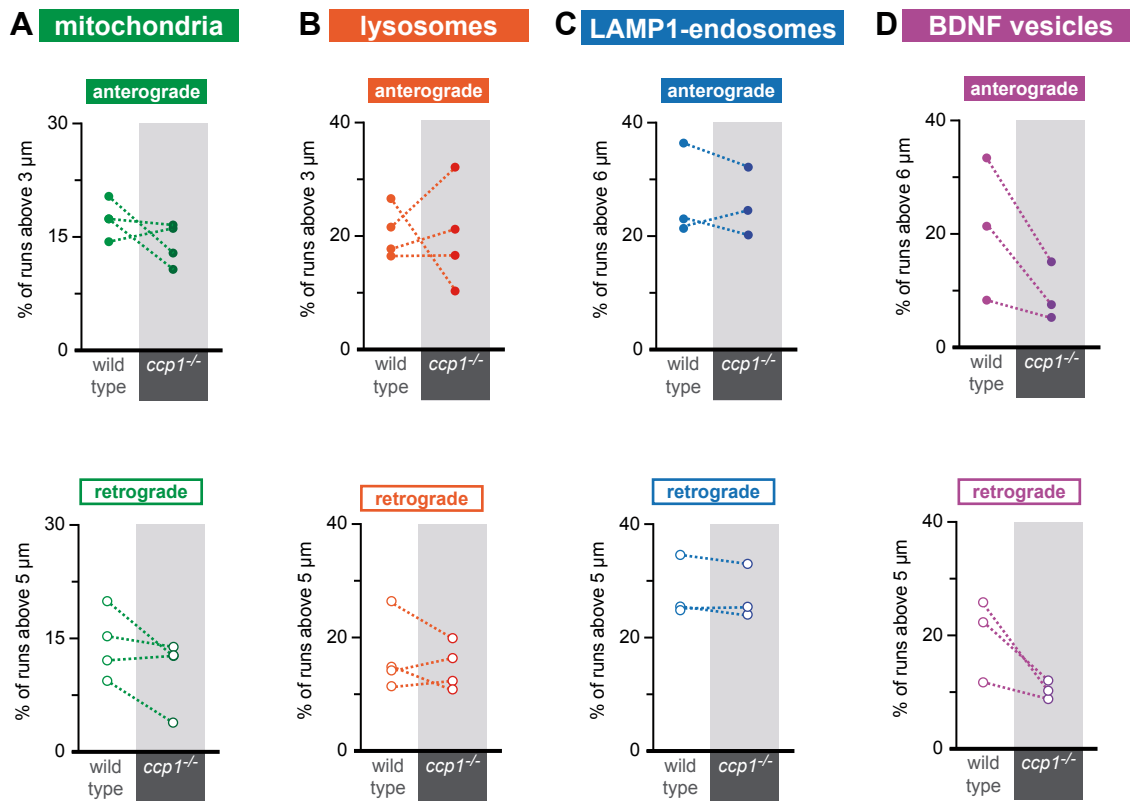 A mitochondria
anterograde
% of runs above 3 µm
30
15
0
wild
type
ccp1-/-
retrograde
% of runs above 5 µm
30
15
0
wild
type
ccp1-/-
B lysosomes
anterograde
% of runs above 3 µm
40
20
0
wild
type
ccp1-/-
retrograde
% of runs above 5 µm
40
20
0
wild
type
ccp1-/-
C LAMP1-endosomes
anterograde
% of runs above 6 µm
40
20
0
wild
type
ccp1-/-
retrograde
% of runs above 5 µm
40
20
0
wild
type
ccp1-/-
D BDNF vesicles
anterograde
% of runs above 6 µm
40
20
0
wild
type
ccp1-/-
retrograde
% of runs above 5 µm
40
20
0
wild
type
ccp1-/-